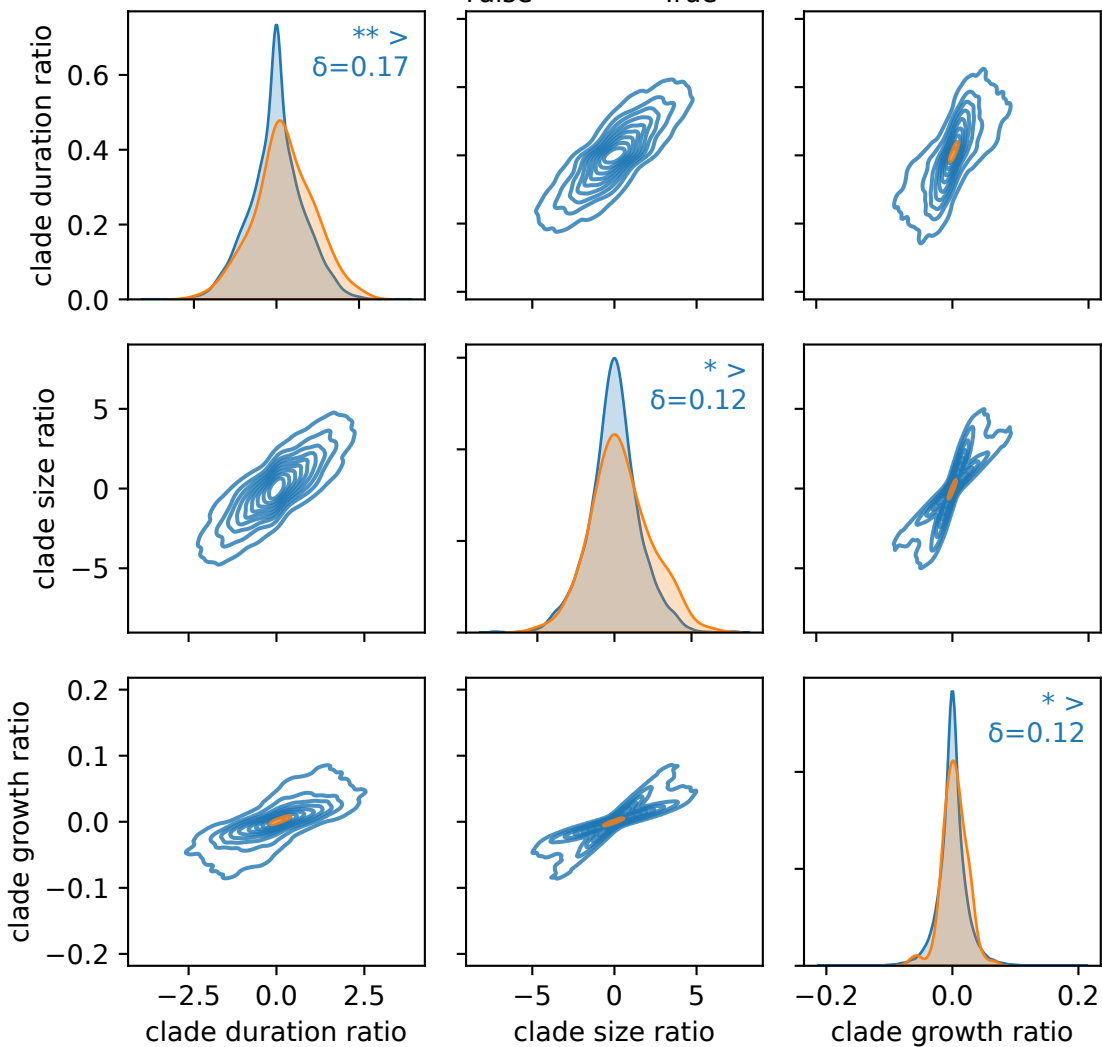 clade duration ratio
0.6
0.4
0.2
0.0
** >
δ=0.17
clade size ratio
5
0
−5
* >
δ=0.12
clade growth ratio
0.2
0.1
0.0
−0.1
−0.2
* >
δ=0.12
−2.5 0.0 2.5
−5 0 5
−0.2 0.0 0.2
clade duration ratio
clade size ratio
clade growth ratio